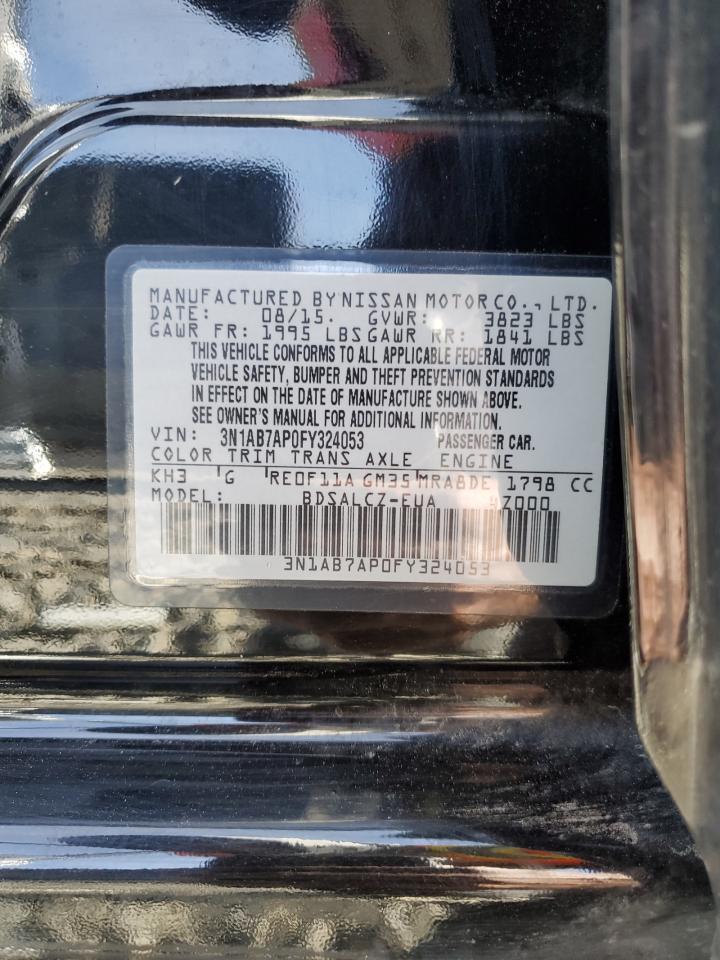 MANUFACTURED BY NISSAN MOTOR CO., LTD.
DATE: 08/15. GVWR: 3823 LBS
GAWR FR: 1995 LBS GAWR RR: 1841 LBS
THIS VEHICLE CONFORMS TO ALL APPLICABLE FEDERAL MOTOR
VEHICLE SAFETY, BUMPER AND THEFT PREVENTION STANDARDS
IN EFFECT ON THE DATE OF MANUFACTURE SHOWN ABOVE.
SEE OWNER'S MANUAL FOR ADDITIONAL INFORMATION.
VIN: 3N1AB7AP0FY324053 PASSENGER CAR.
COLOR TRIM TRANS AXLE ENGINE
KH3 G RE0F11A GM35 MRA8DE 1798 CC
MODEL: BDSALCZ-EUA 4Z000
3N1AB7AP0FY324053